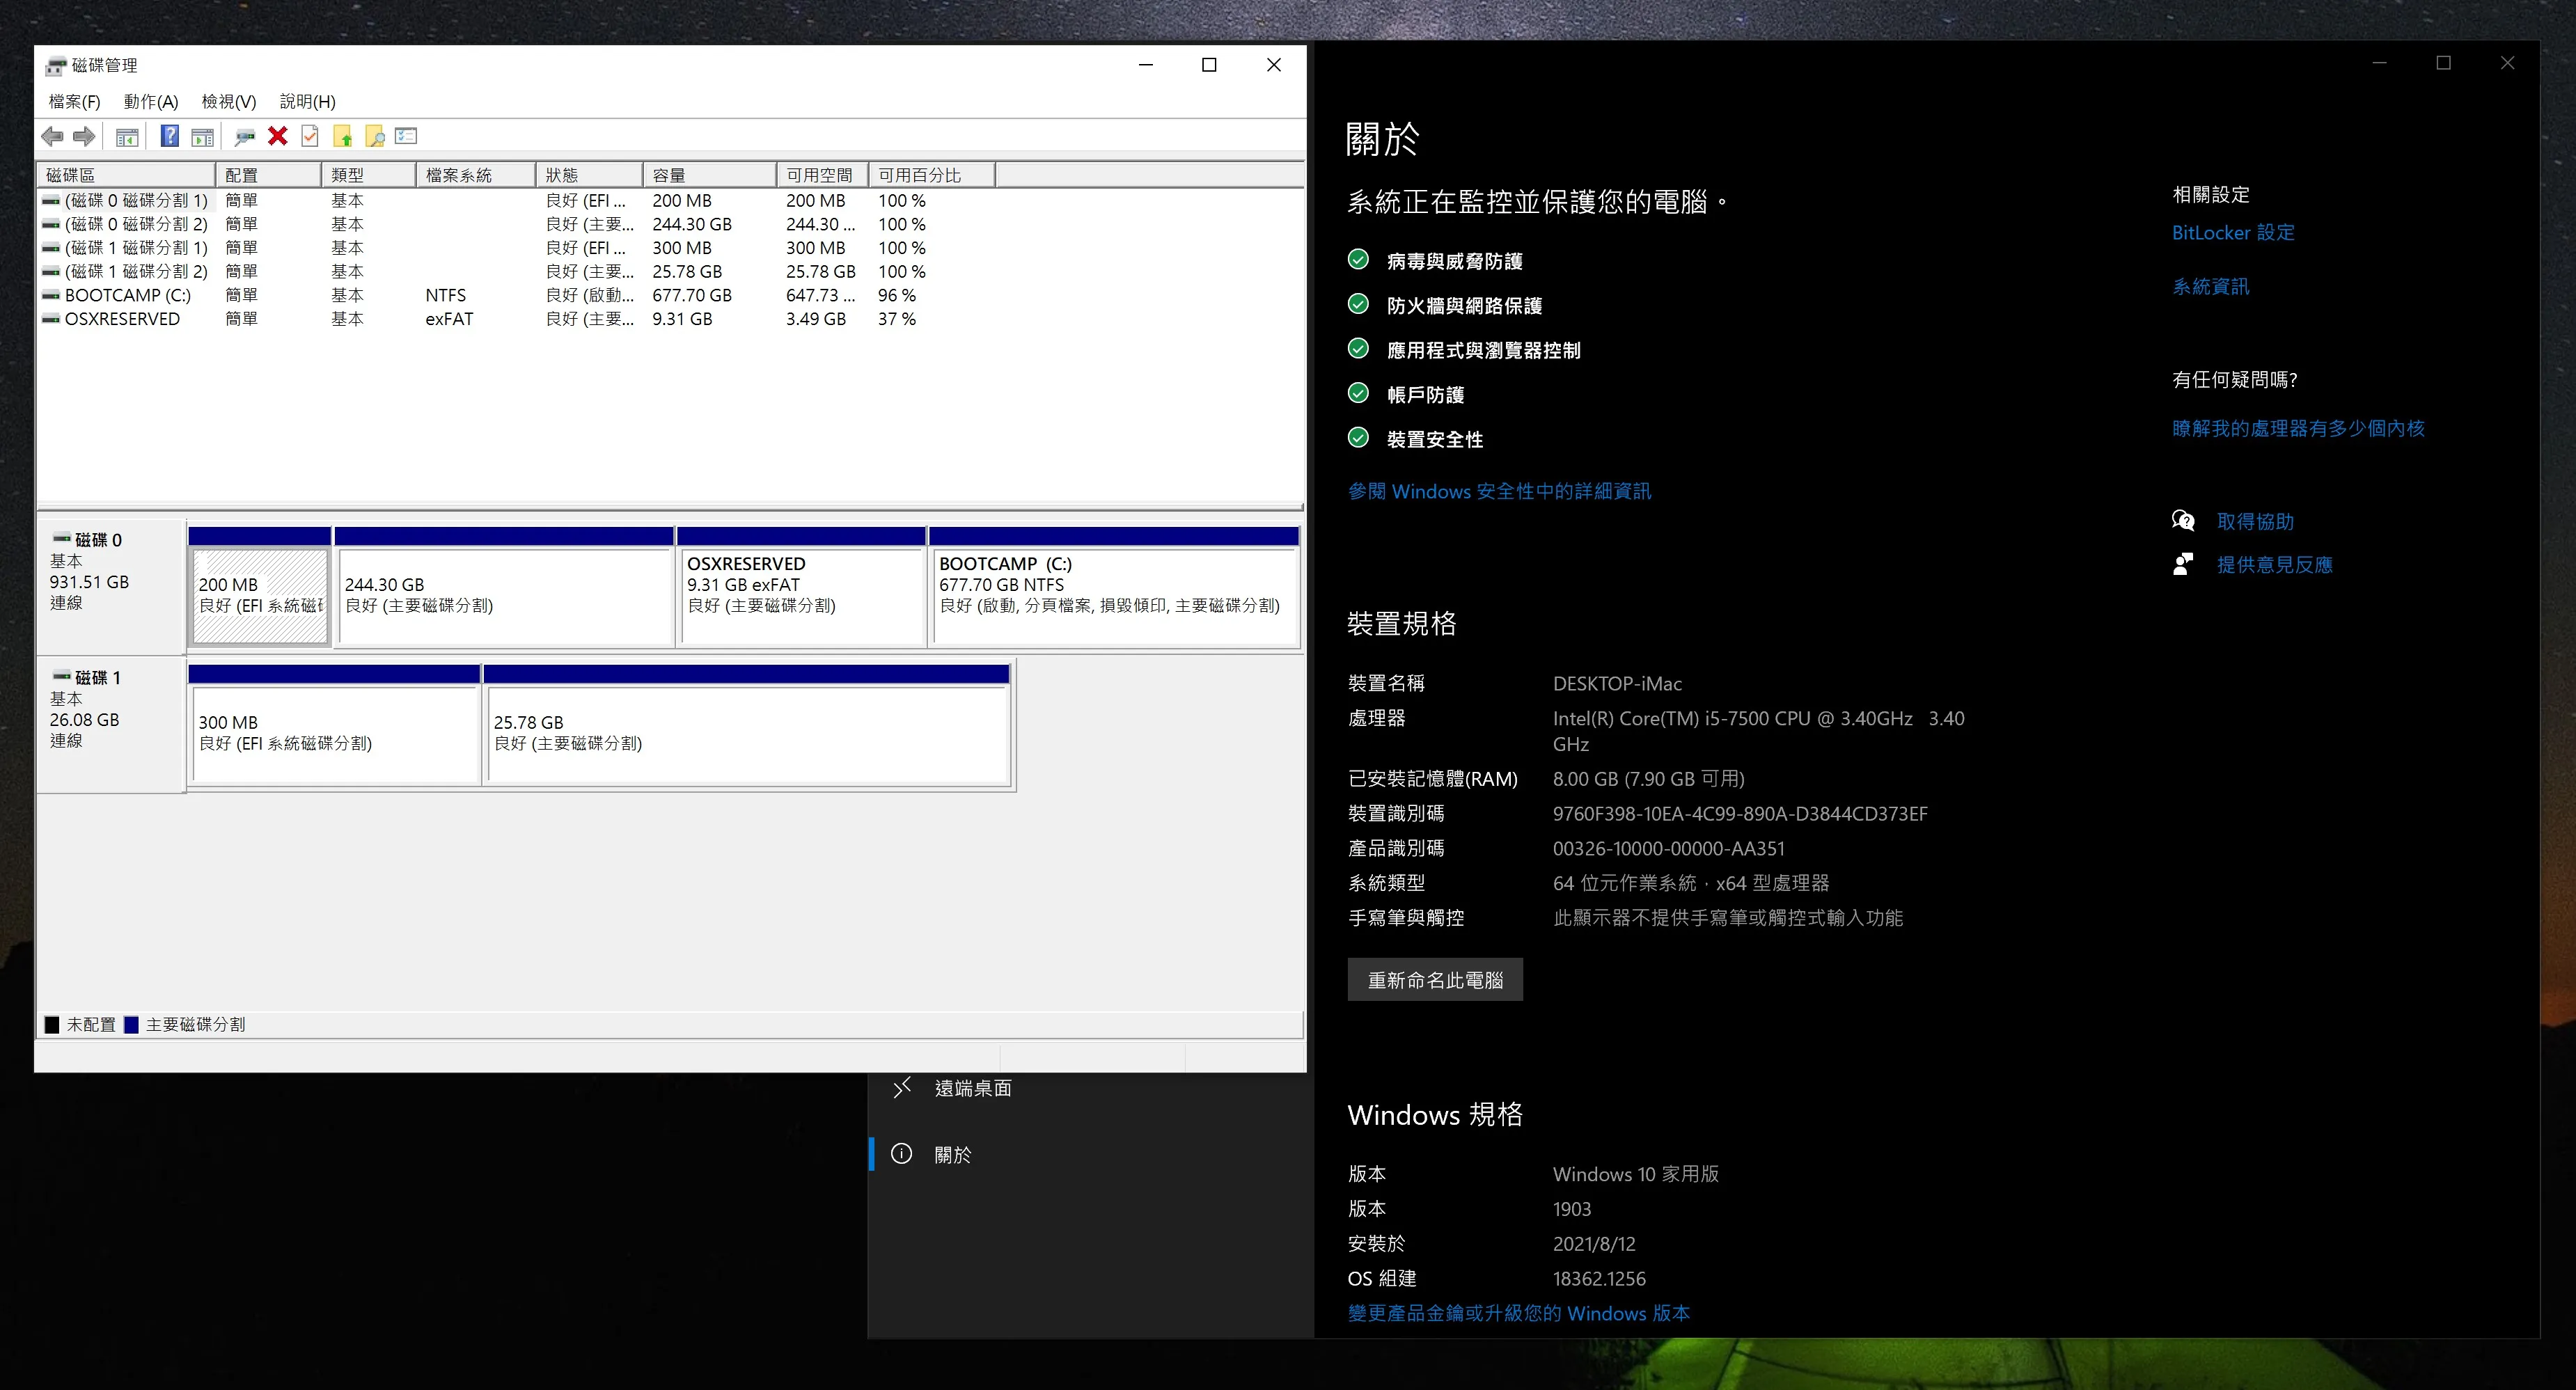 磁碟管理
檔案(F) 動作(A) 檢視(V) 說明(H)
磁碟區 配置 類型 檔案系統 狀態 容量 可用空間 可用百分比
(磁碟 0 磁碟分割 1) 簡單 基本 良好 (EFI ... 200 MB 200 MB 100 %
(磁碟 0 磁碟分割 2) 簡單 基本 良好 (主要... 244.30 GB 244.30 ... 100 %
(磁碟 1 磁碟分割 1) 簡單 基本 良好 (EFI ... 300 MB 300 MB 100 %
(磁碟 1 磁碟分割 2) 簡單 基本 良好 (主要... 25.78 GB 25.78 GB 100 %
BOOTCAMP (C:) 簡單 基本 NTFS 良好 (啟動... 677.70 GB 647.73 ... 96 %
OSXRESERVED 簡單 基本 exFAT 良好 (主要... 9.31 GB 3.49 GB 37 %
磁碟 0
基本
931.51 GB
連線
200 MB
良好 (EFI 系統磁碟
244.30 GB
良好 (主要磁碟分割)
OSXRESERVED
9.31 GB exFAT
良好 (主要磁碟分割)
BOOTCAMP (C:)
677.70 GB NTFS
良好 (啟動, 分頁檔案, 損毀傾印, 主要磁碟分割)
磁碟 1
基本
26.08 GB
連線
300 MB
良好 (EFI 系統磁碟分割)
25.78 GB
良好 (主要磁碟分割)
未配置 主要磁碟分割
遠端桌面
關於
關於
系統正在監控並保護您的電腦。
病毒與威脅防護
防火牆與網路保護
應用程式與瀏覽器控制
帳戶防護
裝置安全性
參閱 Windows 安全性中的詳細資訊
裝置規格
裝置名稱 DESKTOP-iMac
處理器 Intel(R) Core(TM) i5-7500 CPU @ 3.40GHz 3.40
GHz
已安裝記憶體(RAM) 8.00 GB (7.90 GB 可用)
裝置識別碼 9760F398-10EA-4C99-890A-D3844CD373EF
產品識別碼 00326-10000-00000-AA351
系統類型 64 位元作業系統，x64 型處理器
手寫筆與觸控 此顯示器不提供手寫筆或觸控式輸入功能
重新命名此電腦
Windows 規格
版本 Windows 10 家用版
版本 1903
安裝於 2021/8/12
OS 組建 18362.1256
變更產品金鑰或升級您的 Windows 版本
相關設定
BitLocker 設定
系統資訊
有任何疑問嗎?
瞭解我的處理器有多少個內核
取得協助
提供意見反應